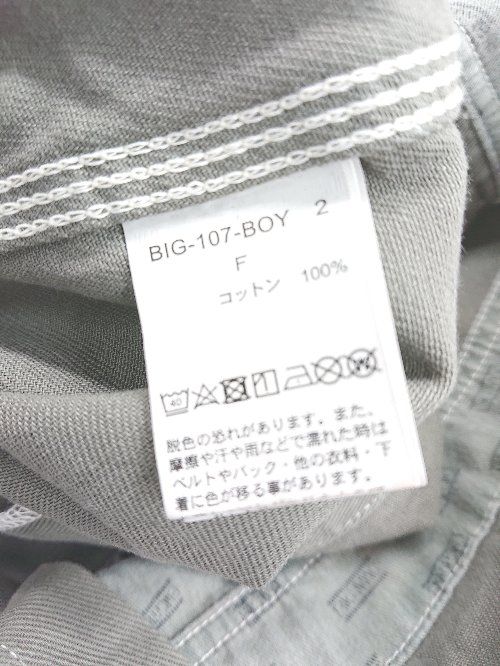 BIG-107-BOY 2
F
コットン 100%
40
脱色の恐れがあります。また、
摩擦や汗や雨などで濡れた時は
ベルトやバック・他の衣料・下
着に色が移る事があります。